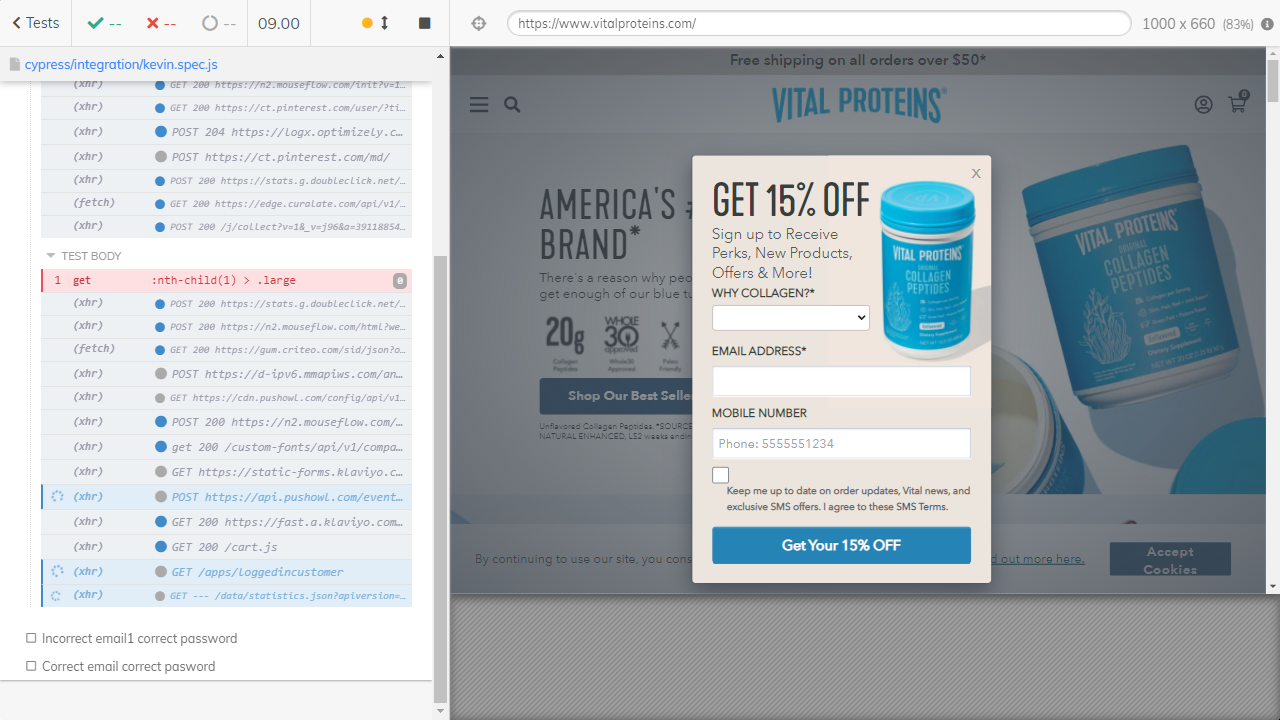 Tests
--
--
--
09.00
https://www.vitalproteins.com/
1000 x 660 (83%)
cypress/integration/kevin.spec.js
(xhr) GET 200 https://n2.mouseflow.com/init?v=1…
(xhr) GET 200 https://ct.pinterest.com/user/?ti…
(xhr) POST 204 https://logx.optimizely.c…
(xhr) POST https://ct.pinterest.com/md/
(xhr) POST 200 https://stats.g.doubleclick.net/…
(fetch) GET 200 https://edge.curalate.com/api/v1/…
(xhr) POST 200 /j/collect?v=1&_v=j96&a=39118854…
TEST BODY
1 get :nth-child(1) > .large 0
(xhr) POST 200 https://stats.g.doubleclick.net/…
(xhr) POST 200 https://n2.mouseflow.com/html?we…
(fetch) GET 200 https://gum.criteo.com/sid/json?o…
(xhr) POST https://d-ipv6.mmapiws.com/an…
(xhr) GET https://cdn.pushowl.com/config/api/v1…
(xhr) POST 200 https://n2.mouseflow.com/…
(xhr) get 200 /custom-fonts/api/v1/compa…
(xhr) GET https://static-forms.klaviyo.c…
(xhr) POST https://api.pushowl.com/event…
(xhr) GET 200 https://fast.a.klaviyo.com…
(xhr) GET 200 /cart.js
(xhr) GET /apps/loggedincustomer
(xhr) GET --- /data/statistics.json?apiversion=…
Incorrect email1 correct password
Correct email correct pasword
Free shipping on all orders over $50*
VITAL PROTEINS
0
AMERICA'S #
BRAND*
There's a reason why peo
get enough of our blue tu
20g
Collagen
Peptides
WHOLE
30
approved
Whole30
Approved
Paleo
Friendly
Shop Our Best Selle
Unflavored Collagen Peptides. *SOURCE
NATURAL ENHANCED, L52 weeks ending
X
GET 15% OFF
Sign up to Receive
Perks, New Products,
Offers & More!
WHY COLLAGEN?*
EMAIL ADDRESS*
MOBILE NUMBER
Phone: 5555551234
Keep me up to date on order updates, Vital news, and
exclusive SMS offers. I agree to these SMS Terms.
Get Your 15% OFF
VITAL PROTEINS
ORIGINAL
COLLAGEN
PEPTIDES
VITAL PROTEINS
ORIGINAL
COLLAGEN
PEPTIDES
By continuing to use our site, you cons
d out more here.
Accept
Cookies